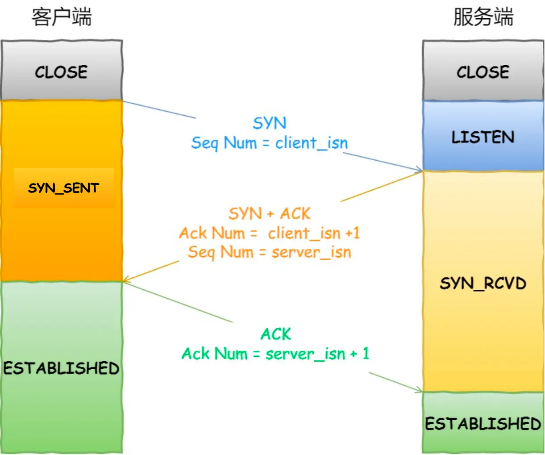 客户端
服务端
CLOSE
CLOSE
SYN
Seq Num = client_isn
LISTEN
SYN_SENT
SYN + ACK
Ack Num = client_isn +1
Seq Num = server_isn
SYN_RCVD
ACK
Ack Num = server_isn + 1
ESTABLISHED
ESTABLISHED